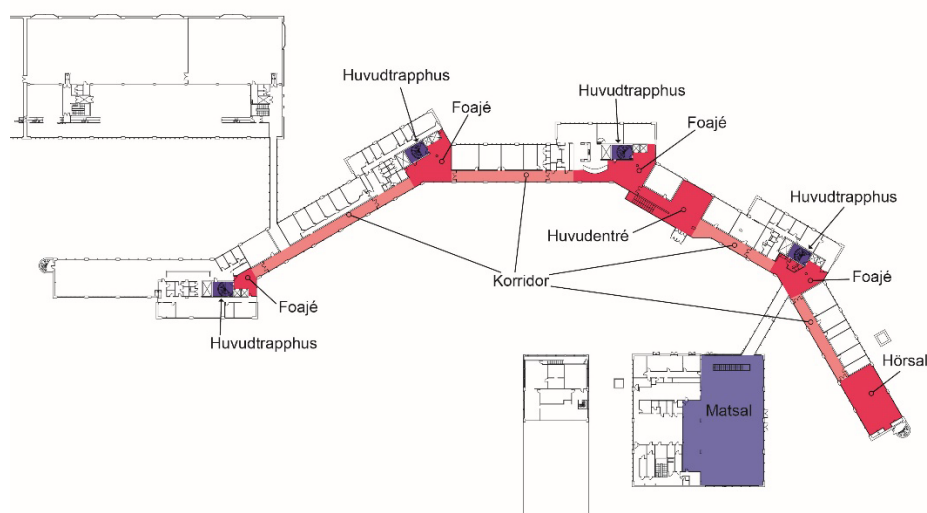 Huvudtrapphus
Foajé
Huvudtrapphus
Foajé
Huvudtrapphus
Huvudentré
Korridor
Foajé
Foajé
Huvudtrapphus
Hörsal
Matsal